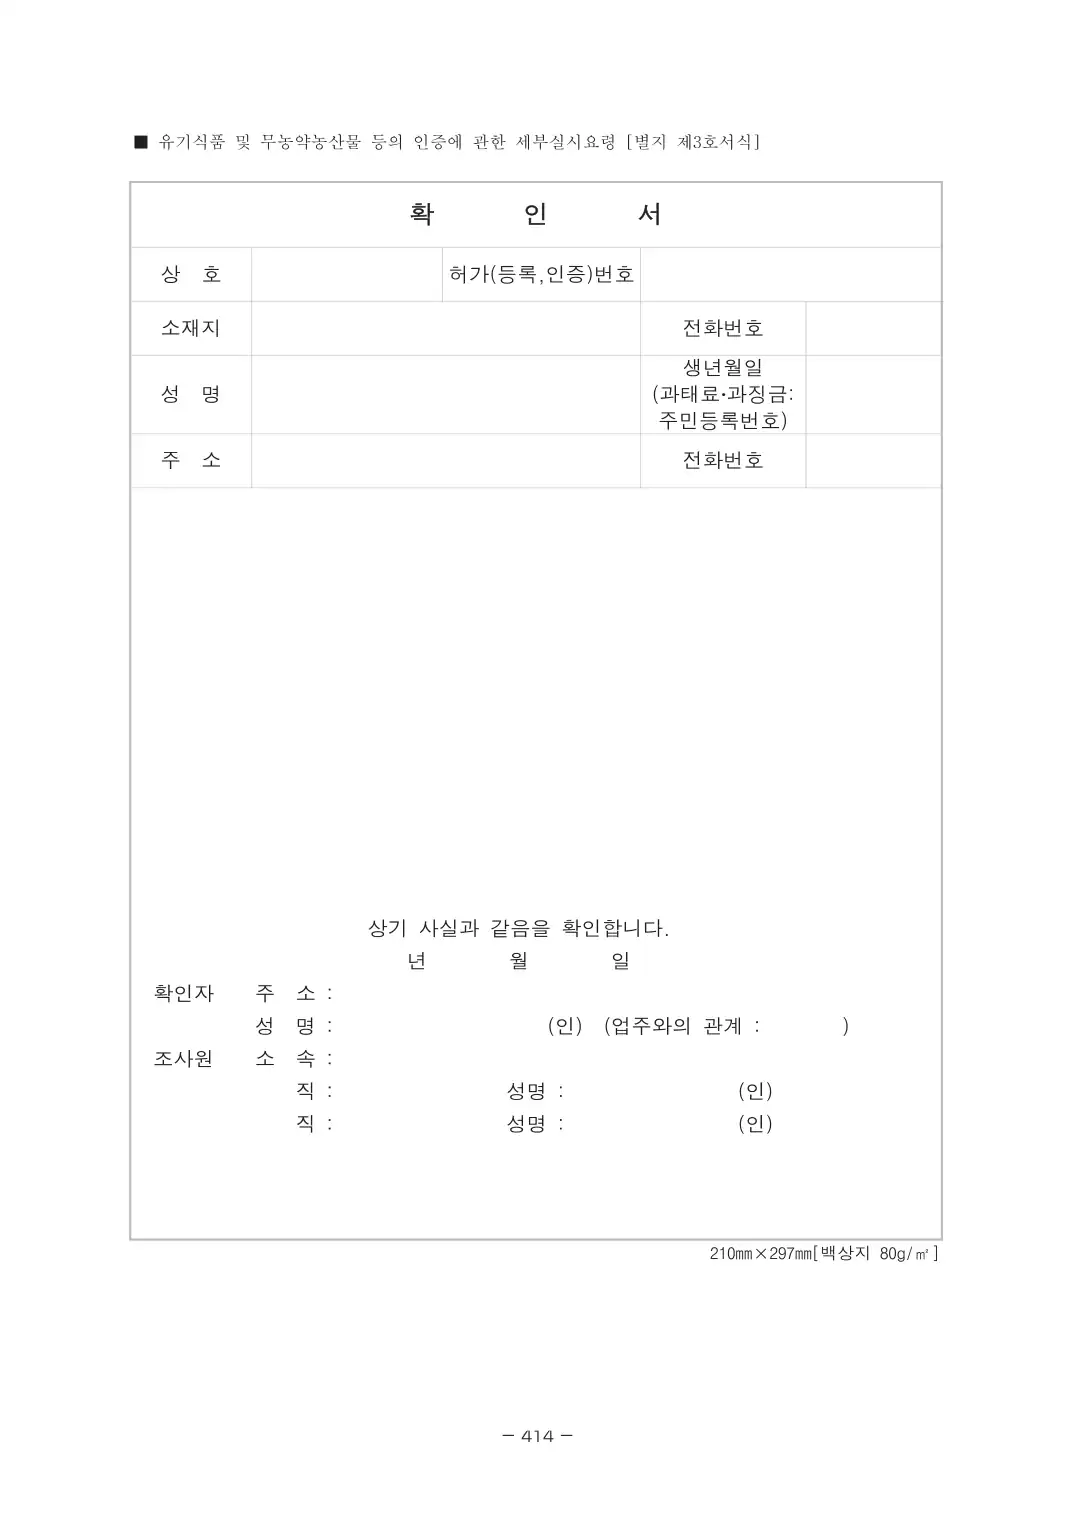 ■ 유기식품 및 무농약농산물 등의 인증에 관한 세부실시요령 [별지 제3호서식]
확 인 서
상 호 허가(등록,인증)번호
소재지 전화번호
성 명 생년월일
(과태료·과징금:
주민등록번호)
주 소 전화번호
상기 사실과 같음을 확인합니다.
년 월 일
확인자 주 소 :
성 명 : (인) (업주와의 관계 : )
조사원 소 속 :
직 : 성명 : (인)
직 : 성명 : (인)
210㎜×297㎜[백상지 80g/㎡]
- 414 -